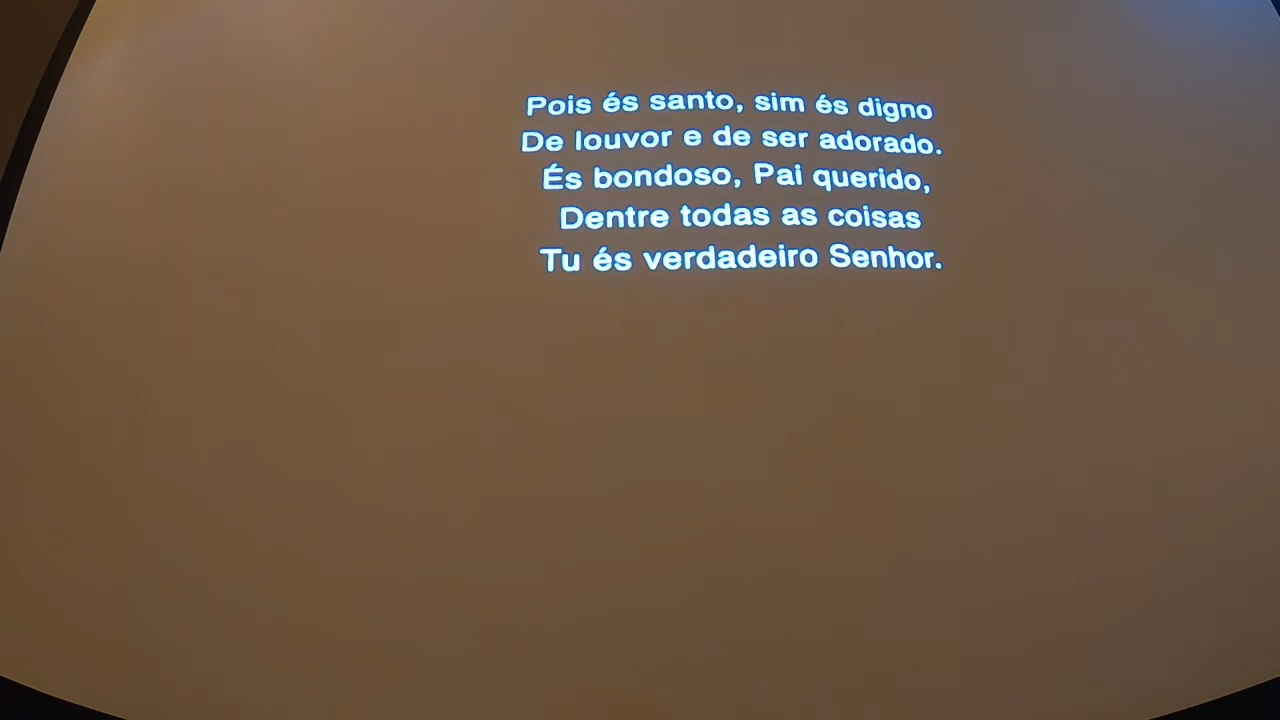 Pois és santo, sim és digno
De louvor e de ser adorado.
És bondoso, Pai querido,
Dentre todas as coisas
Tu és verdadeiro Senhor.